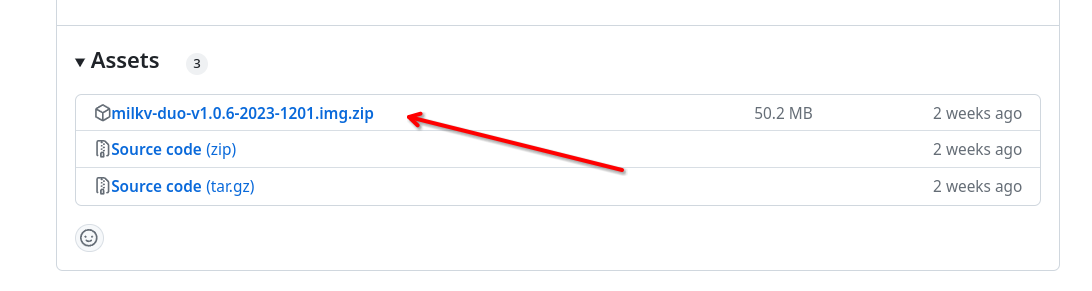 Assets 3
milkv-duo-v1.0.6-2023-1201.img.zip 50.2 MB 2 weeks ago
Source code (zip) 2 weeks ago
Source code (tar.gz) 2 weeks ago